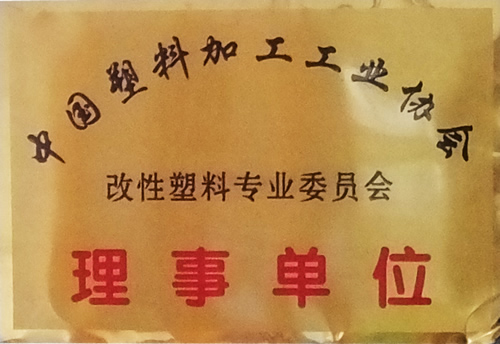 中国塑料加工工业协会
改性塑料专业委员会
理事单位